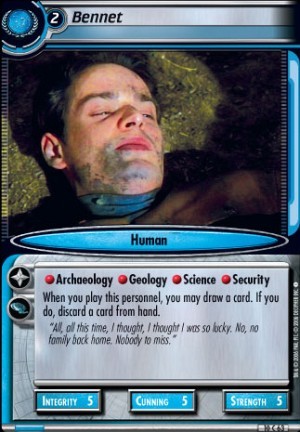 2 Bennet
Human
Archaeology Geology Science Security
When you play this personnel, you may draw a card. If you
do, discard a card from hand.
"All, all this time, I thought, I thought I was so lucky. No, no
family back home. Nobody to miss."
INTEGRITY 5 CUNNING 5 STRENGTH 5
10 C 63